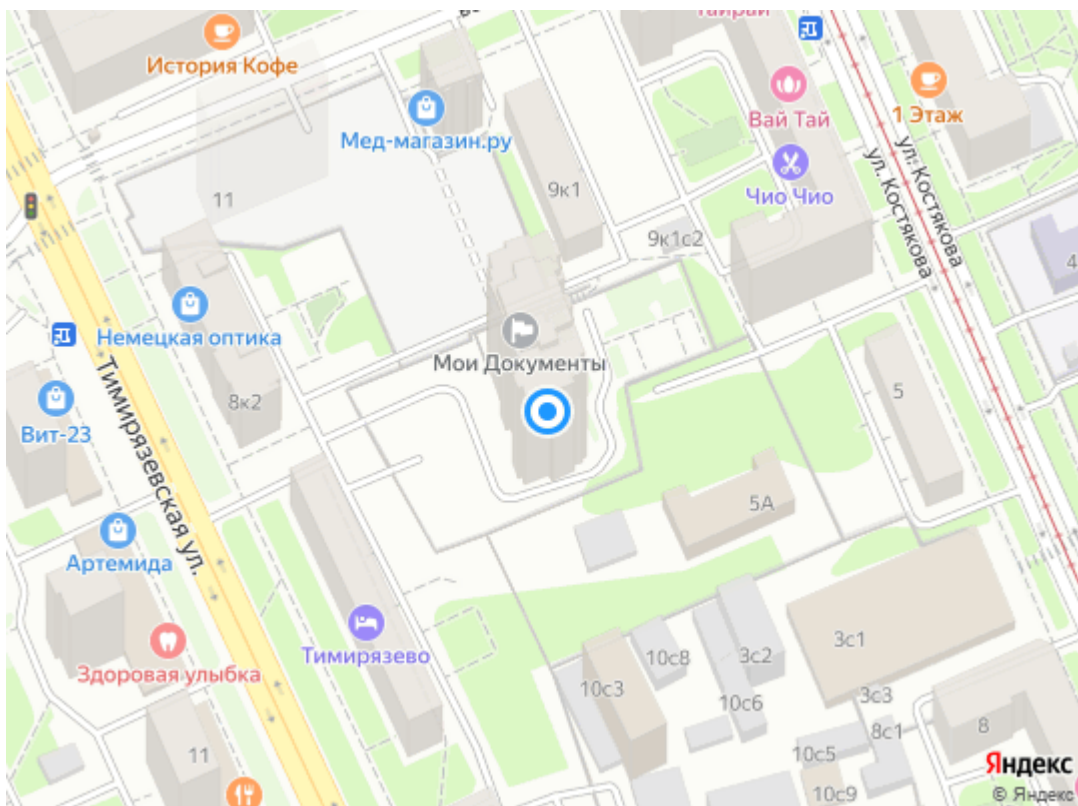 Тайрай
История Кофе
1 Этаж
Мед-магазин.ру
Вай Тай
ул. Костякова
ул. Костякова
9к1
Чио Чио
11
9к1с2
4
Немецкая оптика
Мои Документы
Тимирязевская ул.
8к2
5
Вит-23
5А
Артемида
Тимирязево
3с1
Здоровая улыбка
10с8
3с2
10с3
10с6
3с3
8с1
8
11
10с5
10с9
Яндекс
© Яндекс